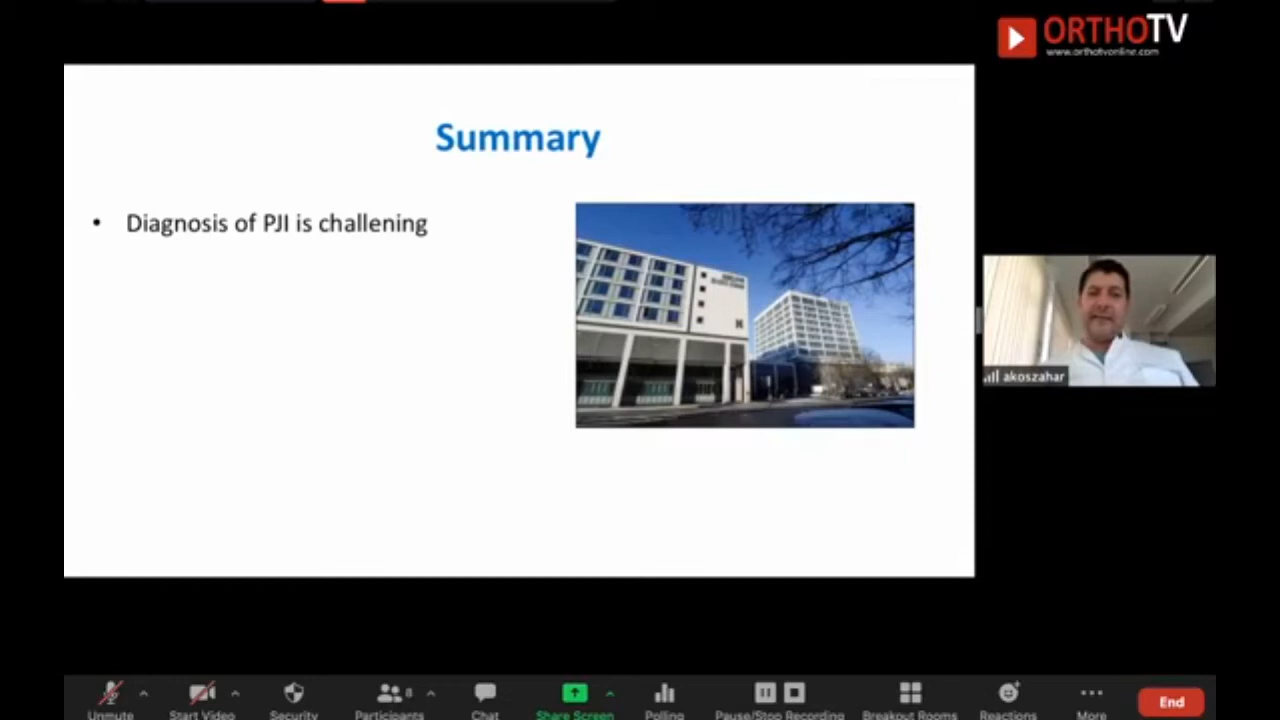 ORTHOTV
www.orthotvonline.com
Summary
• Diagnosis of PJI is challening
akoszahar
8
Unmute
Start Video
Security
Participants
Chat
Share Screen
Polling
Pause/Stop Recording
Breakout Rooms
Reactions
More
End